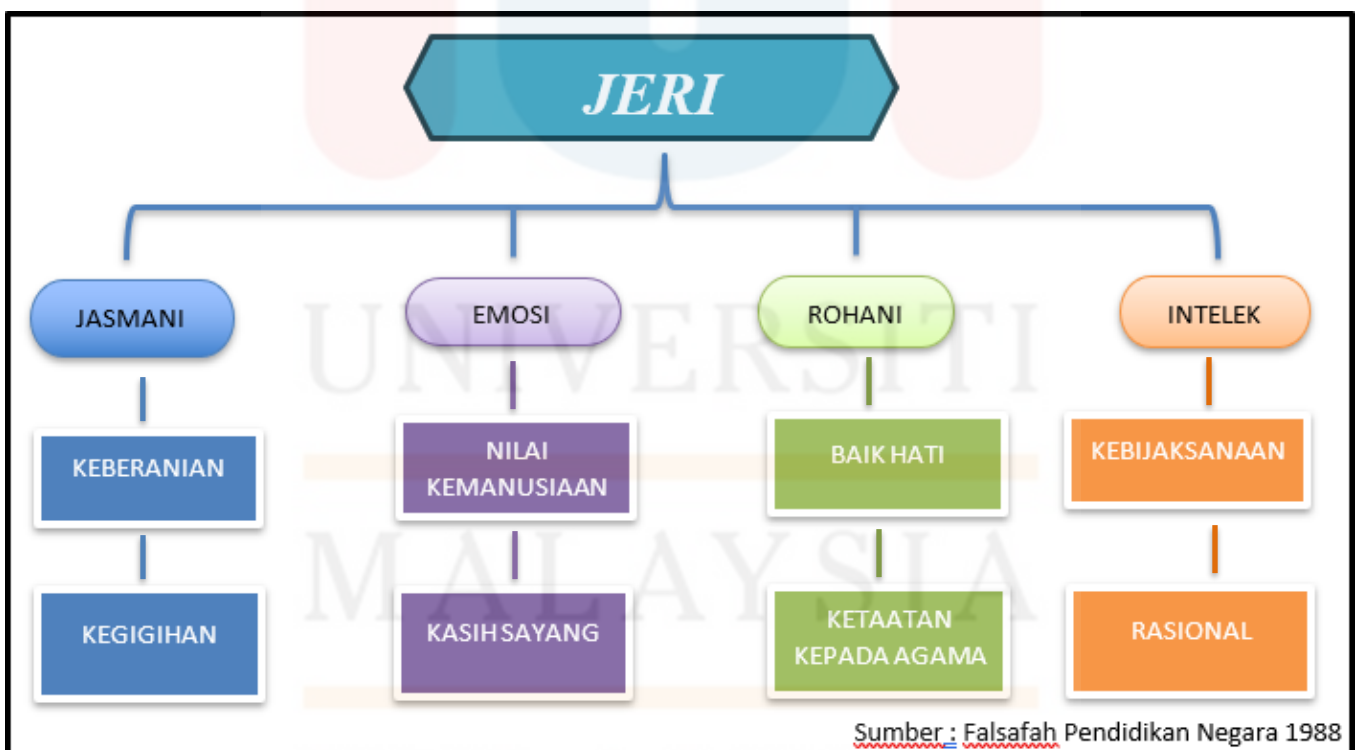 JERI
JASMANI
EMOSI
ROHANI
INTELEK
KEBERANIAN
NILAI
KEMANUSIAAN
BAIK HATI
KEBIJAKSANAAN
KEGIGIHAN
KASIH SAYANG
KETAATAN
KEPADA AGAMA
RASIONAL
UNIVERSITI
MALAYSIA
Sumber : Falsafah Pendidikan Negara 1988